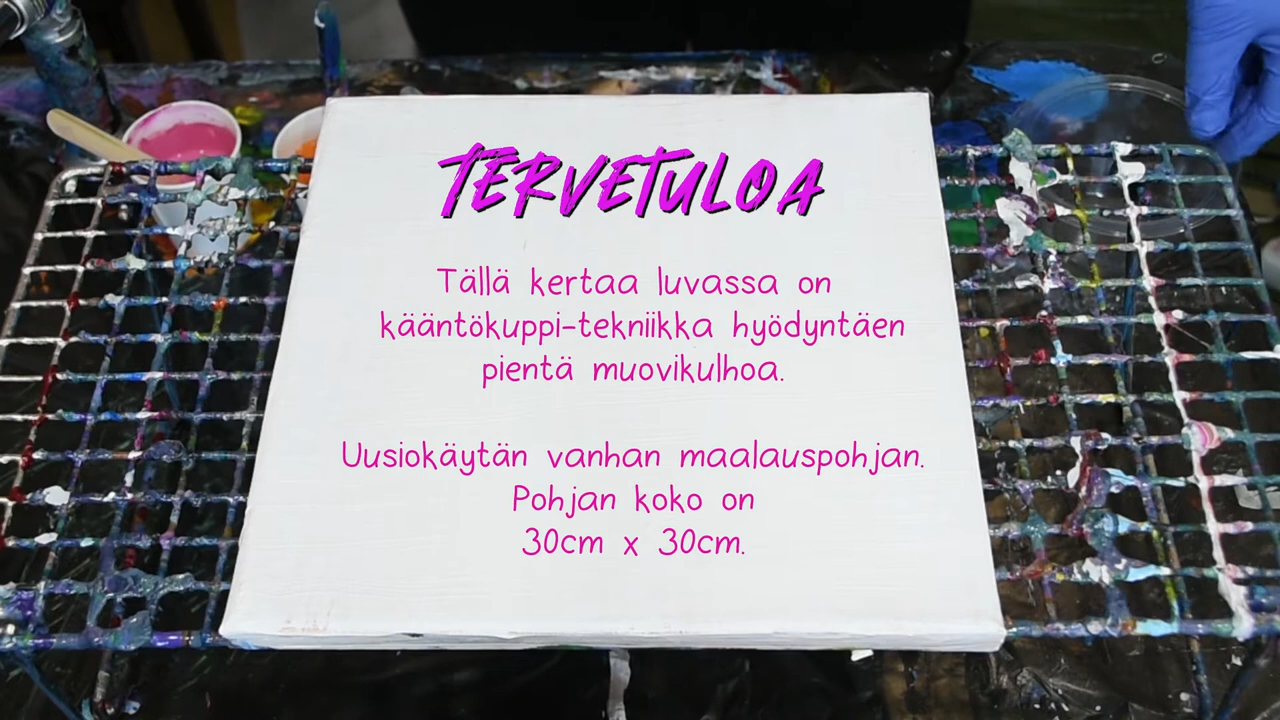 TERVETULOA
Tällä kertaa luvassa on
kääntökuppi-tekniikka hyödyntäen
pientä muovikulhoa.
Uusiokäytän vanhan maalauspohjan.
Pohjan koko on
30cm x 30cm.